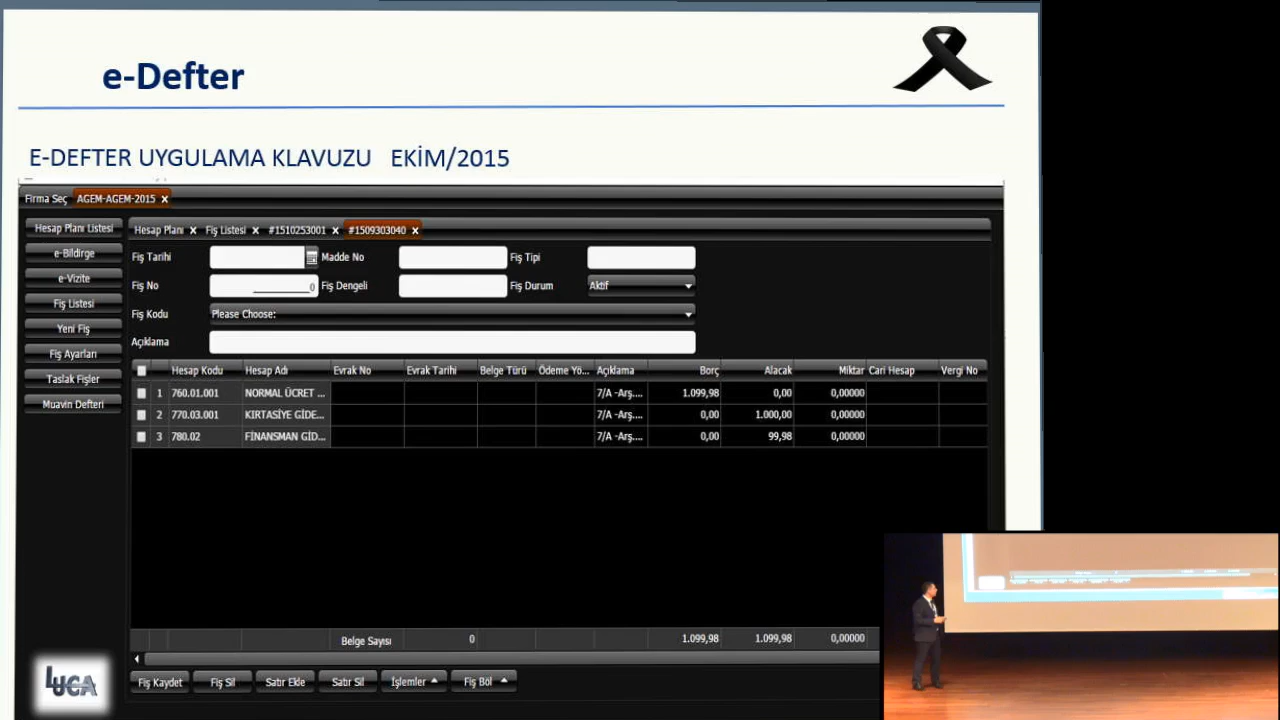 e-Defter
E-DEFTER UYGULAMA KLAVUZU EKİM/2015
Firma Seç AGEM-AGEM-2015 x
Hesap Planı Listesi
e-Bildirge
e-Vizite
Fiş Listesi
Yeni Fiş
Fiş Ayarları
Taslak Fişler
Muavin Defteri
Hesap Planı x Fiş Listesi x #1510253001 x #1509303040 x
Fiş Tarihi Madde No Fiş Tipi
Fiş No 0 Fiş Dengeli Fiş Durum Aktif
Fiş Kodu Please Choose:
Açıklama
Hesap Kodu Hesap Adı Evrak No Evrak Tarihi Belge Türü Ödeme Yö... Açıklama Borç Alacak Miktar Cari Hesap Vergi No
1 760.01.001 NORMAL ÜCRET ... 7/A -Arş.... 1.099,98 0,00 0,00000
2 770.03.001 KIRTASİYE GİDE... 7/A -Arş.... 0,00 1.000,00 0,00000
3 780.02 FİNANSMAN GİD... 7/A -Arş.... 0,00 99,98 0,00000
Belge Sayısı 0 1.099,98 1.099,98 0,00000
Fiş Kaydet Fiş Sil Satır Ekle Satır Sil İşlemler Fiş Böl
LUCA